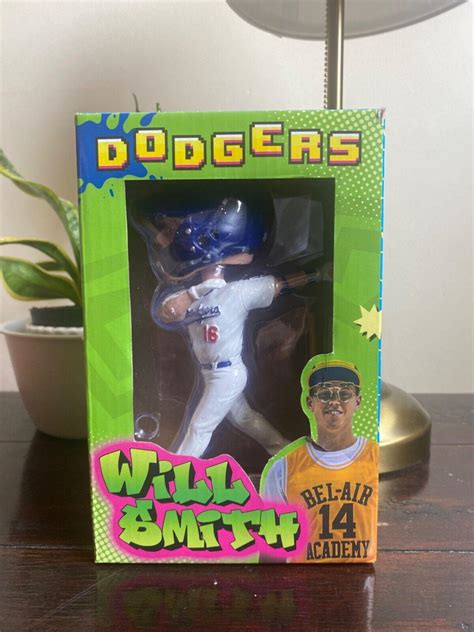 DODGERS
16
WILL
SMITH
BEL-AIR
14
ACADEMY